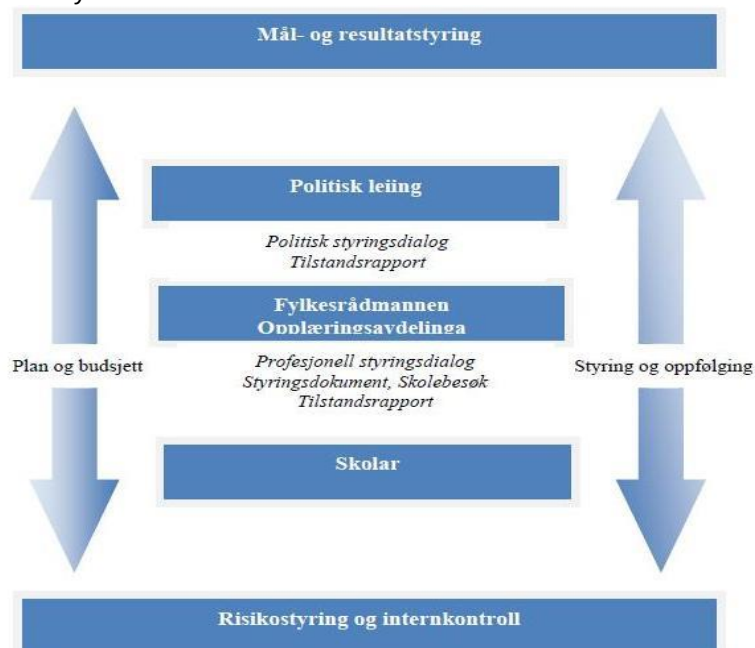 Mål- og resultatstyring
Politisk leiing
Politisk styringsdialog
Tilstandsrapport
Fylkesrådmannen
Opplæringsavdelinga
Plan og budsjett
Profesjonell styringsdialog
Styringsdokument, Skolebesøk
Tilstandsrapport
Styring og oppfølging
Skolar
Risikostyring og internkontroll